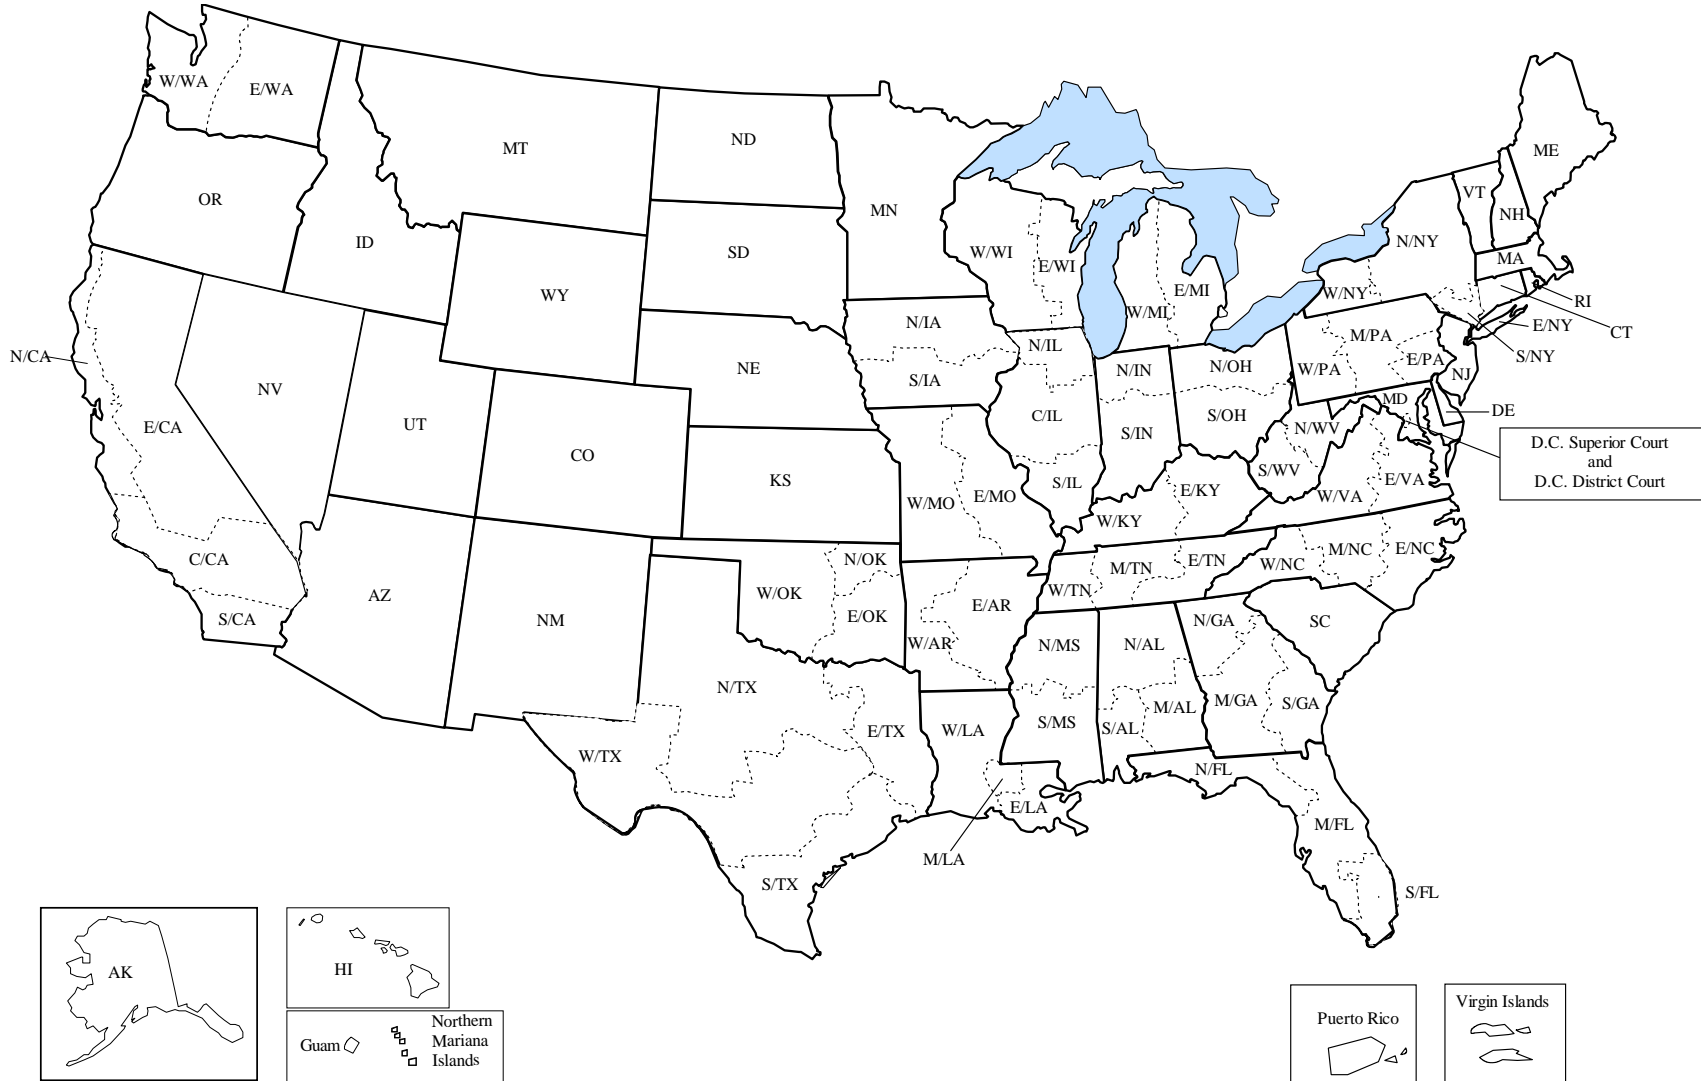 W/WA
E/WA
MT
ND
ME
OR
MN
VT
NH
ID
N/NY
SD
W/WI
E/WI
MA
WY
E/MI
W/NY
RI
W/MI
N/IA
E/NY
CT
M/PA
N/IL
S/NY
N/CA
E/PA
NE
N/IN
N/OH
W/PA
NJ
S/IA
NV
MD
DE
C/IL
S/OH
UT
E/CA
N/WV
S/IN
D.C. Superior Court
and
D.C. District Court
CO
S/WV
KS
S/IL
E/VA
E/KY
W/MO
E/MO
W/VA
W/KY
N/OK
M/NC
E/NC
C/CA
E/TN
W/NC
M/TN
W/OK
W/TN
AZ
E/AR
E/OK
S/CA
NM
N/GA
SC
W/AR
N/MS
N/AL
N/TX
M/GA
S/GA
M/AL
S/MS
S/AL
E/TX
W/LA
W/TX
N/FL
E/LA
M/FL
M/LA
S/TX
S/FL
AK
HI
Guam
Northern
Mariana
Islands
Puerto Rico
Virgin Islands